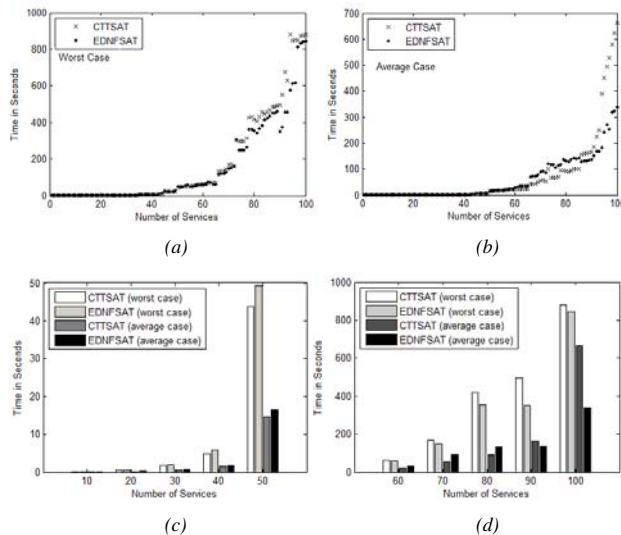 1000
800
600
400
200
0
Time in Seconds
CTTSAT
EDNFSAT
Worst Case
0 20 40 60 80 100
Number of Services
(a)
700
600
500
400
300
200
100
0
Time in Seconds
CTTSAT
EDNFSAT
Average Case
0 20 40 60 80 100
Number of Services
(b)
50
40
30
20
10
0
Time in Seconds
CTTSAT (worst case)
EDNFSAT (worst case)
CTTSAT (average case)
EDNFSAT (average case)
10 20 30 40 50
Number of Services
(c)
1000
800
600
400
200
0
Time in Seconds
CTTSAT (worst case)
EDNFSAT (worst case)
CTTSAT (average case)
EDNFSAT (average case)
60 70 80 90 100
Number of Services
(d)